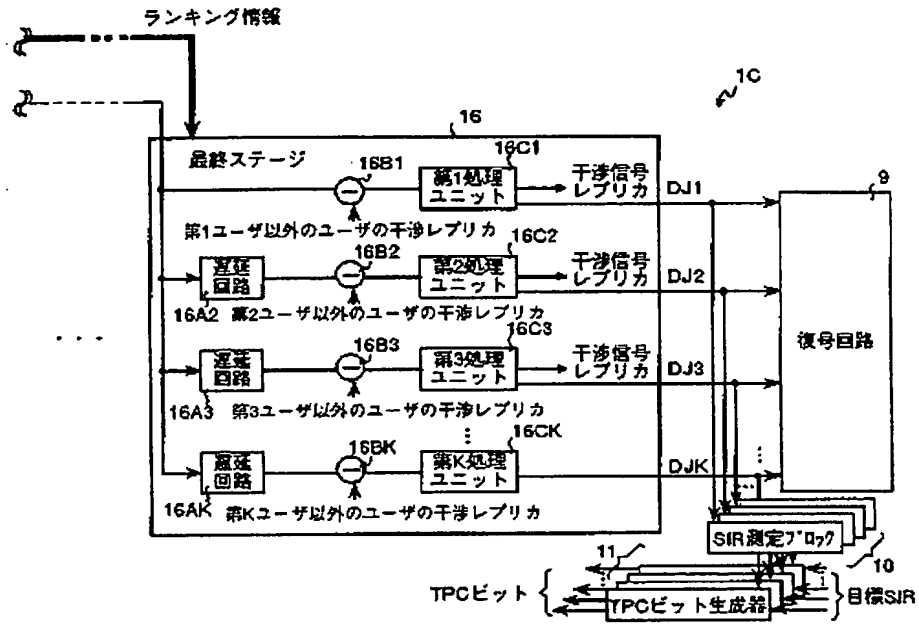 ランキング情報
1C
16
最終ステージ
16B1
16C1
第1処理
ユニット
干渉信号
レプリカ
DJ1
9
第1ユーザ以外のユーザの干渉レプリカ
16C2
遅延
回路
16B2
第2処理
ユニット
干渉信号
レプリカ
DJ2
16A2
第2ユーザ以外のユーザの干渉レプリカ
16C3
復号回路
遅延
回路
16B3
第3処理
ユニット
干渉信号
レプリカ
DJ3
16A3
第3ユーザ以外のユーザの干渉レプリカ
16BK
16CK
遅延
回路
第K処理
ユニット
DJK
16AK
第Kユーザ以外のユーザの干渉レプリカ
SIR測定ブロック
10
11
TPCビット
TPCビット生成器
目標SIR